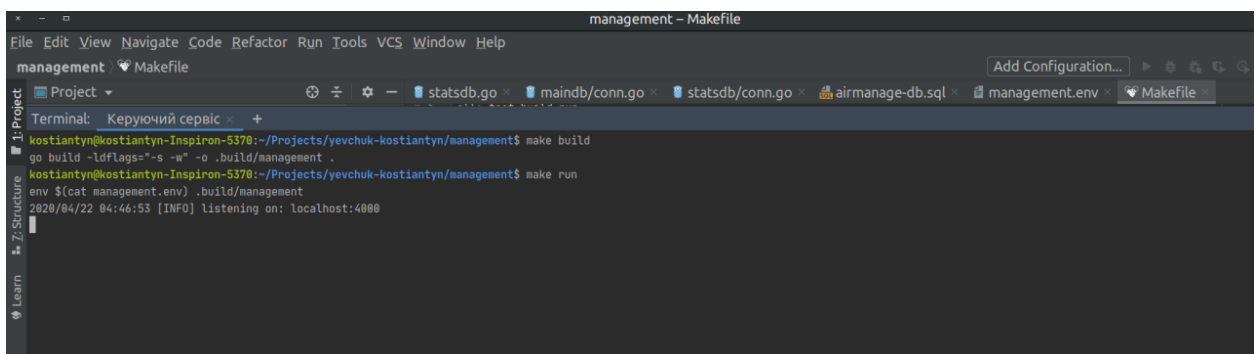 management – Makefile
File Edit View Navigate Code Refactor Run Tools VCS Window Help
management Makefile Add Configuration...
1: Project Project statsdb.go maindb/conn.go statsdb/conn.go airmanage-db.sql management.env Makefile
Terminal: Керуючий сервіс +
kostiantyn@kostiantyn-Inspiron-5370:~/Projects/yevchuk-kostiantyn/management$ make build
go build -ldflags="-s -w" -o .build/management .
kostiantyn@kostiantyn-Inspiron-5370:~/Projects/yevchuk-kostiantyn/management$ make run
env $(cat management.env) .build/management
2020/04/22 04:46:53 [INFO] listening on: localhost:4000
7: Structure
Learn